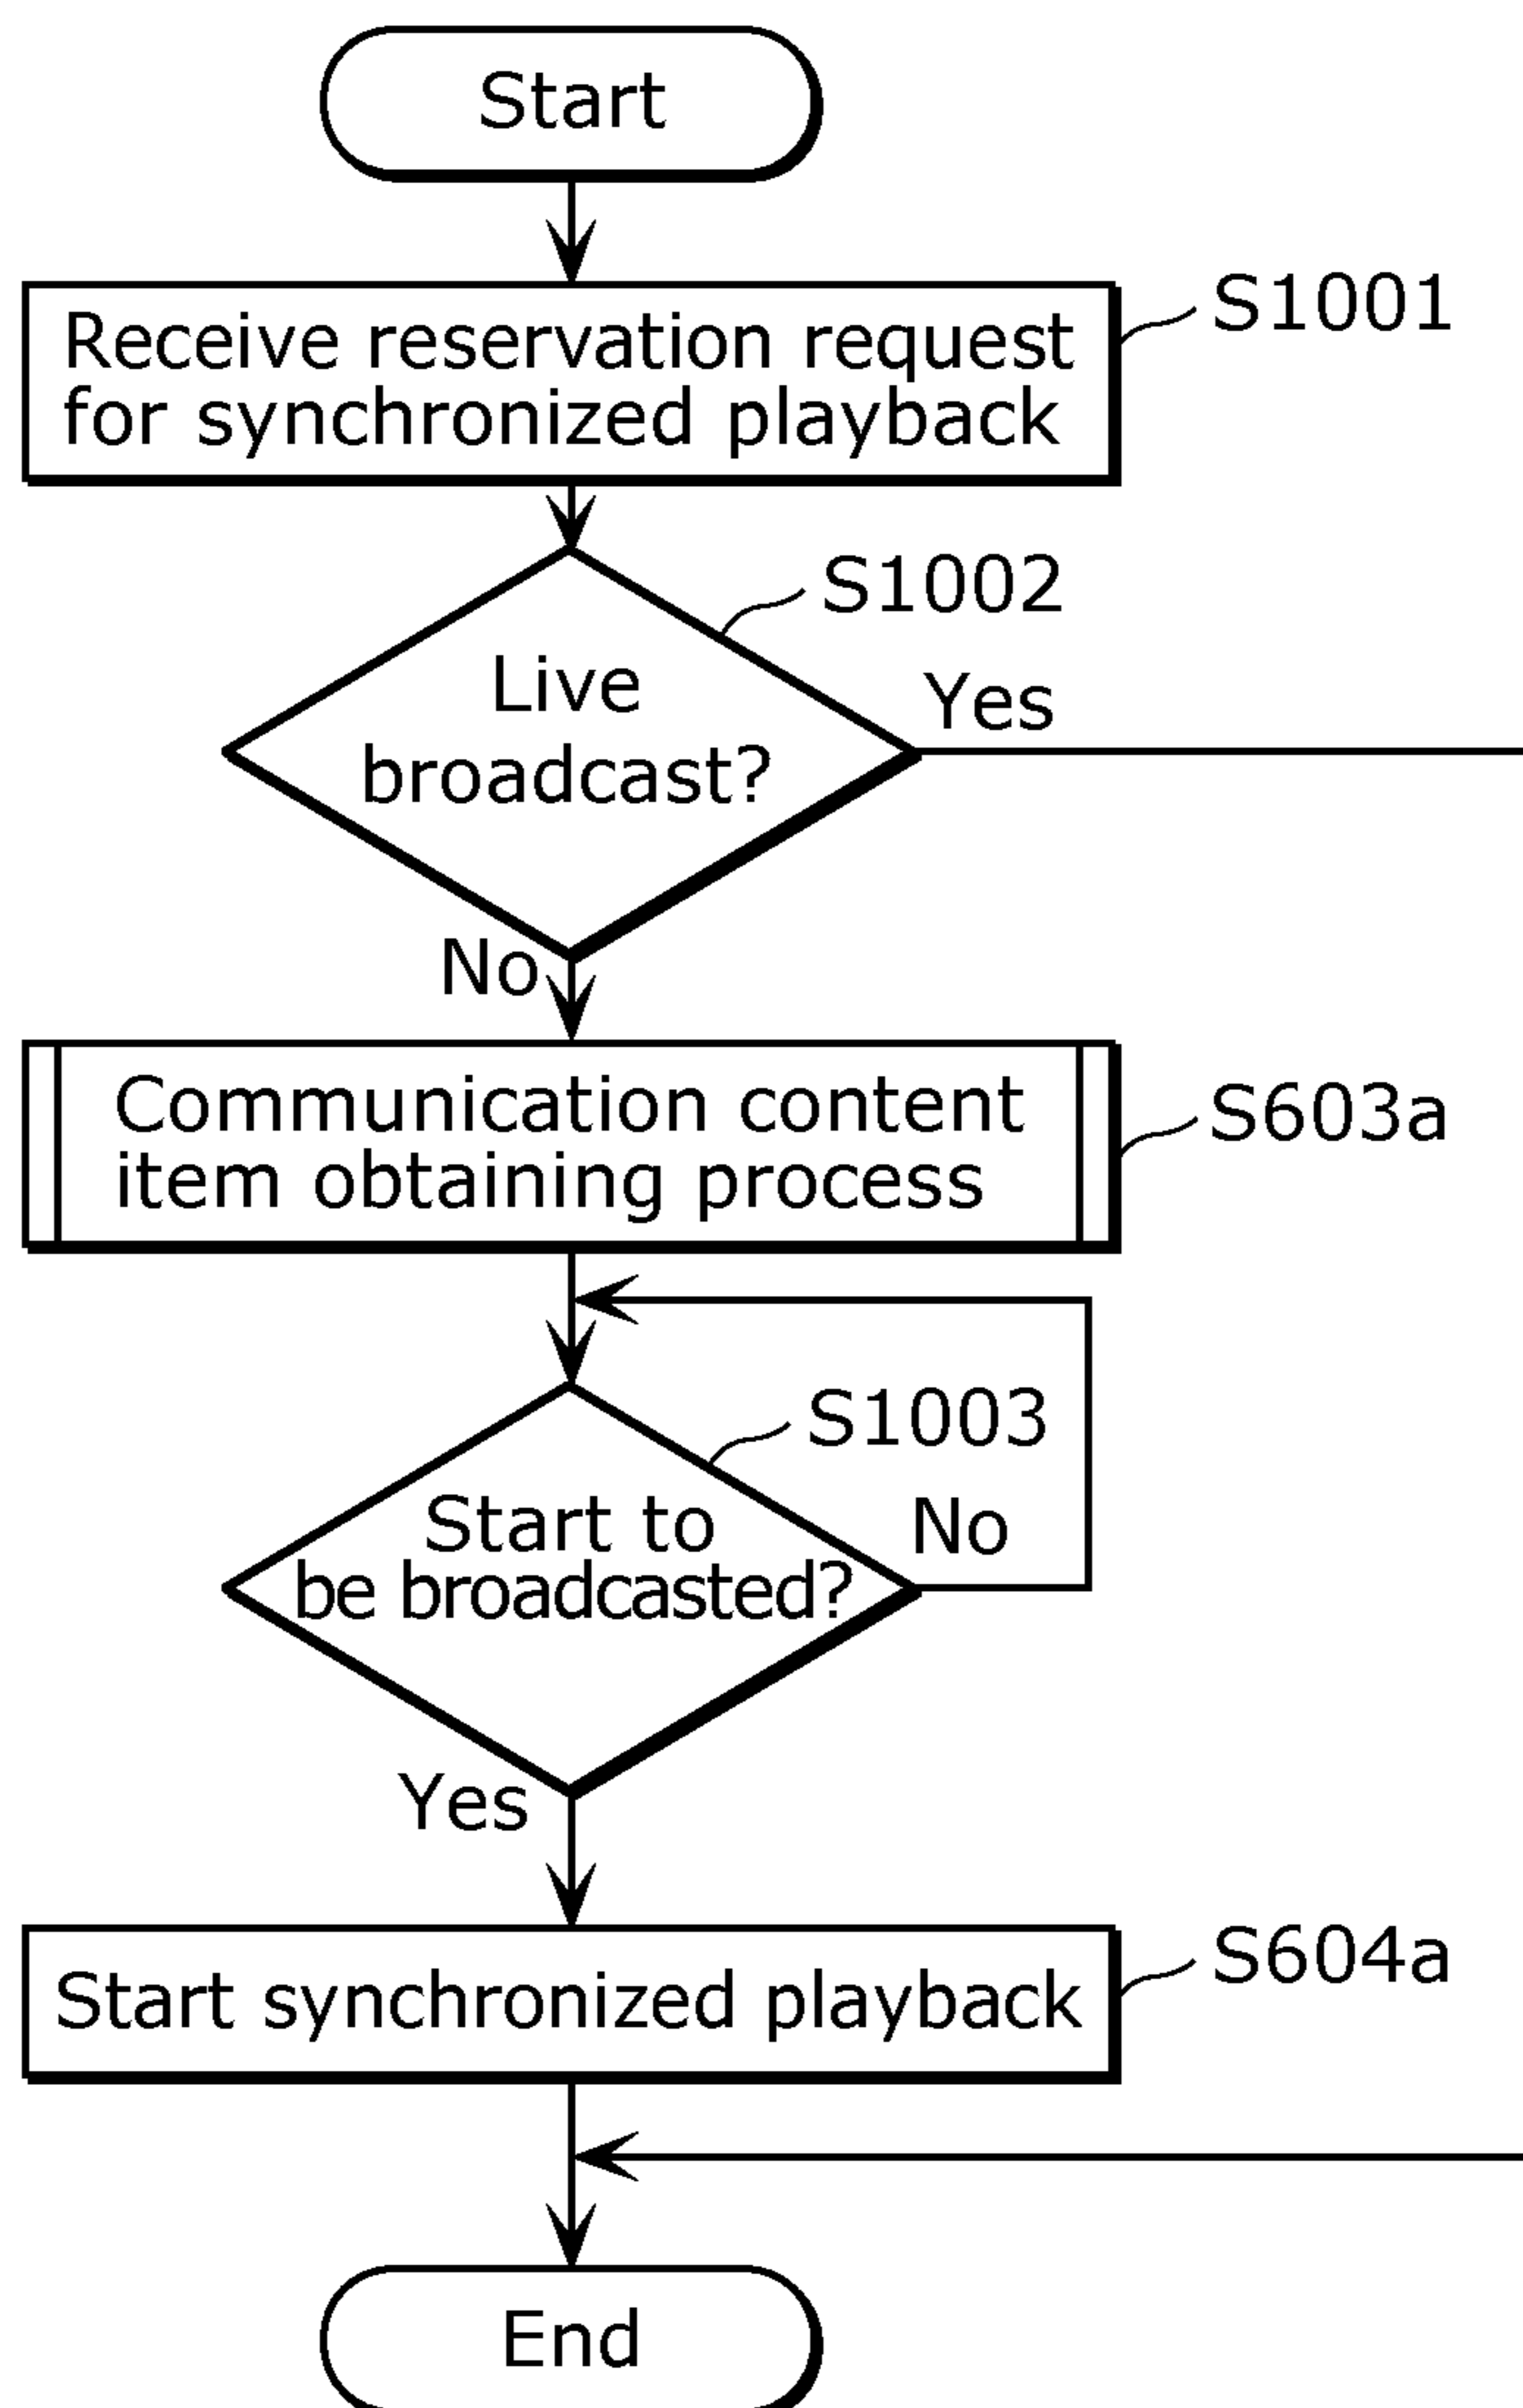 Start
Receive reservation request
for synchronized playback
S1001
S1002
Live
broadcast?
Yes
No
Communication content
item obtaining process
S603a
S1003
Start to
be broadcasted?
No
Yes
Start synchronized playback
S604a
End